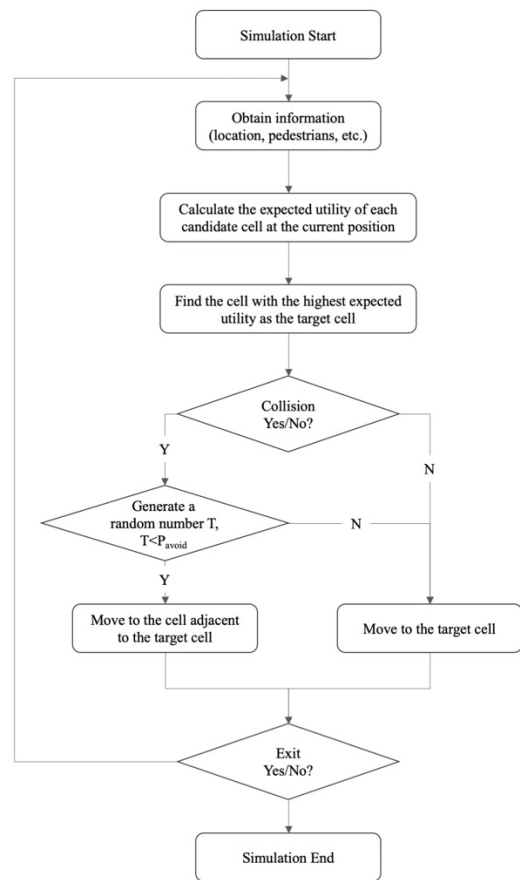 Simulation Start
Obtain information
(location, pedestrians, etc.)
Calculate the expected utility of each
candidate cell at the current position
Find the cell with the highest expected
utility as the target cell
Collision
Yes/No?
Y
N
Generate a
random number T,
T<P_avoid
N
Y
Move to the cell adjacent
to the target cell
Move to the target cell
Exit
Yes/No?
Simulation End